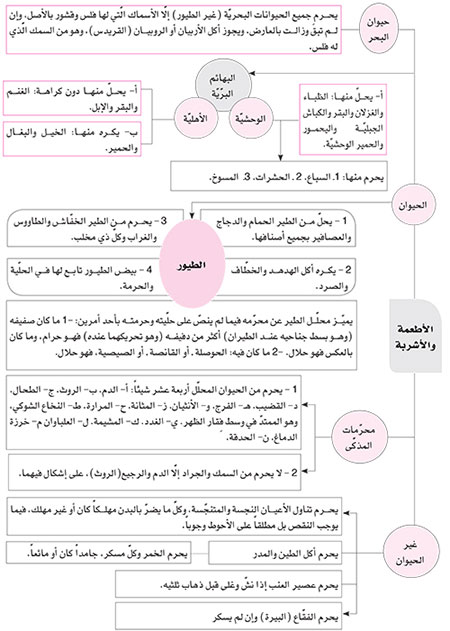 حيوان
البحر
يحرم جميع الحيوانات البحريّة (غير الطيور) إلّا الأسماك الّتي لها فلس وقشور بالأصل، وإن
لم تبقَ وزالت بالعارض، ويجوز أكل الأربيان أو الروبيان (القريدس)، وهو من السمك الّذي
له فلس.
البهائم
البرّيّة
الوحشيّة
الأهليّة
أ- يحلّ منها: الظباء
والغزلان والبقر والكباش
الجبليّة واليحمور
والحمير الوحشيّة.
أ- يحلّ منها دون كراهة: الغنم
والبقر والإبل.
ب- يكره منها: الخيل والبغال
والحمير.
يحرم منها: 1. السباع. 2. الحشرات. 3. المسوخ.
الحيوان
الطيور
1 - يحلّ من الطير الحمام والدجاج
والعصافير بجميع أصنافها.
2 - يكره أكل الهدهد والخطّاف
والصرد.
3 - يحرم من الطير الخفّاش والطاووس
والغراب وكلّ ذي مخلب.
4 - بيض الطيور تابع لها في الحلّية
والحرمة.
يميّز محلّل الطير عن محرّمه فيما لم ينصّ على حلّيته وحرمته بأحد أمرين: 1- ما كان صفيفه
(وهو بسط جناحيه عند الطيران) أكثر من دفيفه (وهو تحريكهما عنده) فهو حرام، وما كان
بالعكس فهو حلال. 2- ما كان فيه: الحوصلة، أو القانصة، أو الصيصية، فهو حلال.
الأطعمة
والأشربة
محرّمات
المذكّى
1 - يحرم من الحيوان المحلّل أربعة عشر شيئاً: أ- الدم. ب- الروث. ج- الطحال.
د- القضيب. هـ- الفرج. و- الأنثيان. ز- المثانة. ح- المرارة. ط- النخاع الشوكي،
وهو الممتدّ في وسط فقار الظهر. ي- الغدد. ك- المشيمة. ل- العلباوان م- خرزة
الدماغ. ن- الحدقة.
2 - لا يحرم من السمك والجراد إلّا الدم والرجيع (الروث)، على إشكال فيهما.
غير
الحيوان
يحرم تناول الأعيان النجسة والمتنجّسة، وكلّ ما يضرّ بالبدن مهلكاً كان أو غير مهلك، فيما
يوجب النقص بل مطلقاً على الأحوط وجوباً.
يحرم أكل الطين والمدر
يحرم الخمر وكلّ مسكر، جامداً كان أو مائعاً.
يحرم عصير العنب إذا نشّ وغلى قبل ذهاب ثلثيه.
يحرم الفقّاع (البيرة) وإن لم يسكر